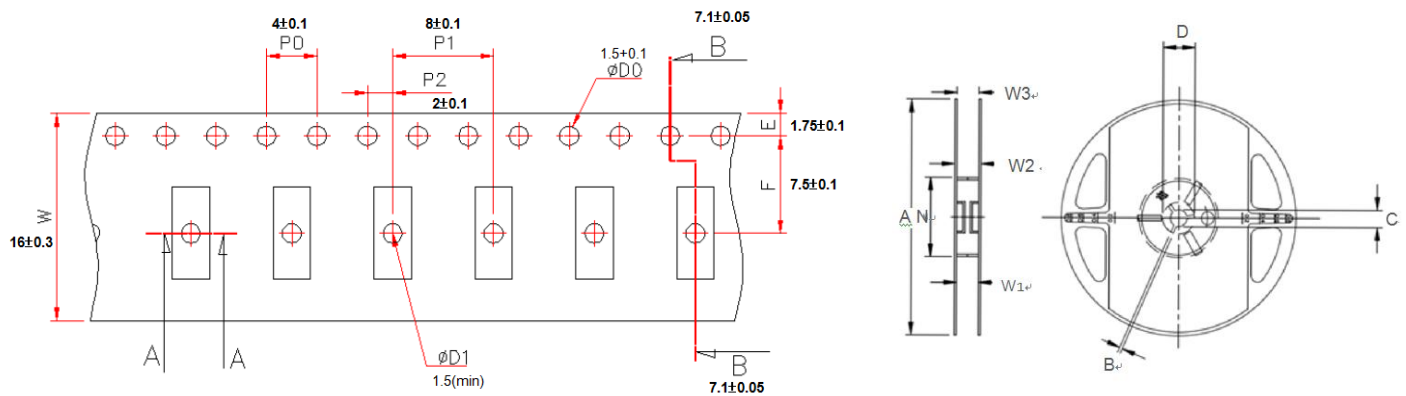 4±0.1
P0
8±0.1
P1
P2
2±0.1
1.5+0.1
ØD0
7.1±0.05
B
E
1.75±0.1
F
7.5±0.1
W
16±0.3
A
A
ØD1
1.5(min)
B
7.1±0.05
W3
W2
A
N
W1
D
C
B